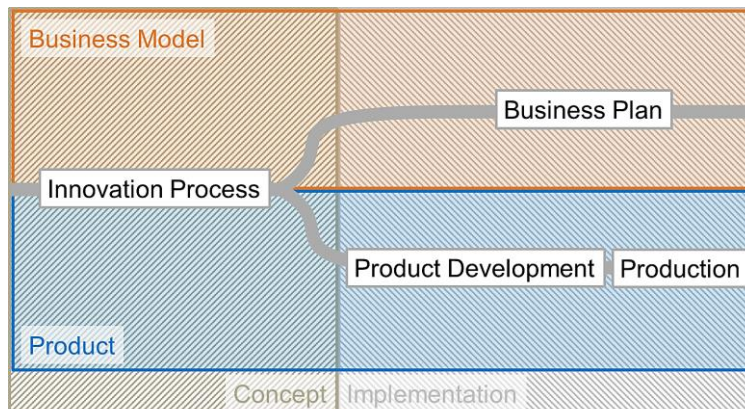 Business Model
Business Plan
Innovation Process
Product Development
Production
Product
Concept
Implementation